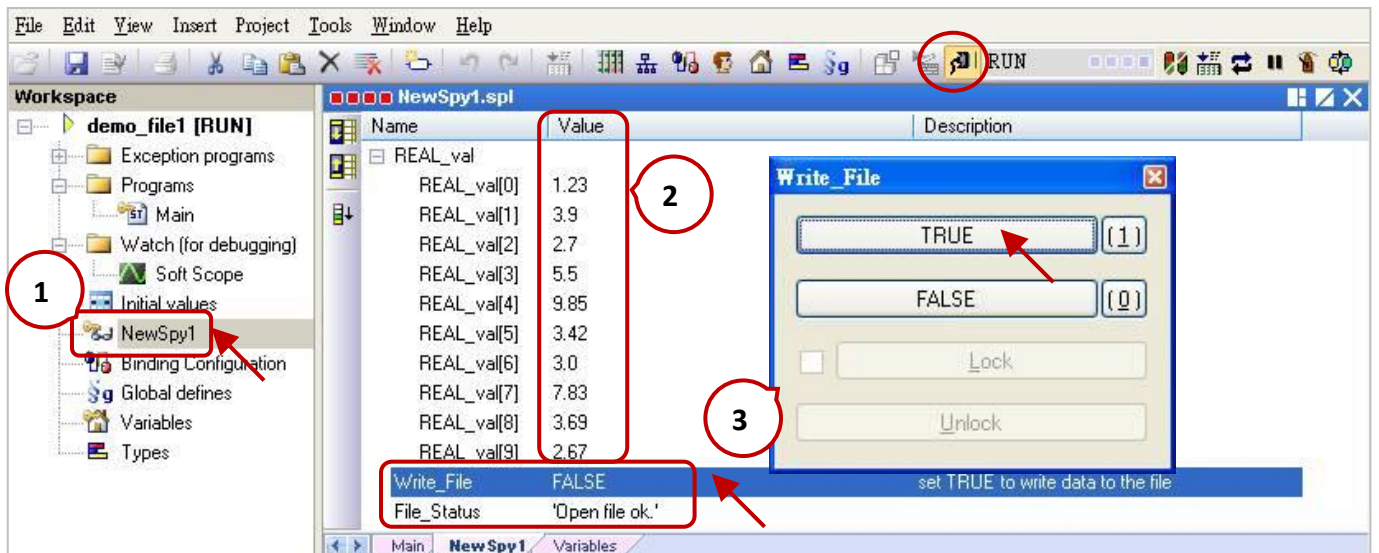 File Edit View Insert Project Tools Window Help
RUN
Workspace
demo_file1 [RUN]
Exception programs
Programs
Main
Watch (for debugging)
Soft Scope
Initial values
NewSpy1
Binding Configuration
Global defines
Variables
Types
1
NewSpy1.spl
Name Value Description
REAL_val
REAL_val[0] 1.23
REAL_val[1] 3.9
REAL_val[2] 2.7
REAL_val[3] 5.5
REAL_val[4] 9.85
REAL_val[5] 3.42
REAL_val[6] 3.0
REAL_val[7] 7.83
REAL_val[8] 3.69
REAL_val[9] 2.67
Write_File FALSE set TRUE to write data to the file
File_Status 'Open file ok.'
2
Write_File
TRUE (1)
FALSE (0)
Lock
Unlock
3
Main NewSpy1 Variables